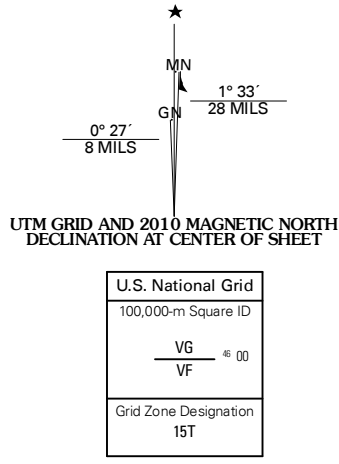 ★
MN
1° 33´
28 MILS
GN
0° 27´
8 MILS
UTM GRID AND 2010 MAGNETIC NORTH
DECLINATION AT CENTER OF SHEET
U.S. National Grid
100,000-m Square ID
VG
46 00
VF
Grid Zone Designation
15T